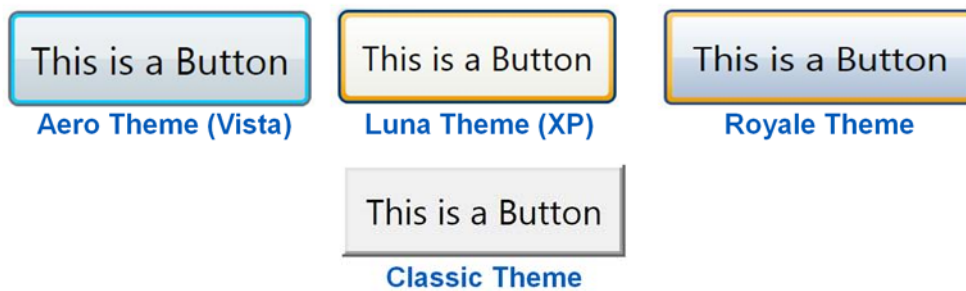 This is a Button
This is a Button
This is a Button
Aero Theme (Vista)
Luna Theme (XP)
Royale Theme
This is a Button
Classic Theme